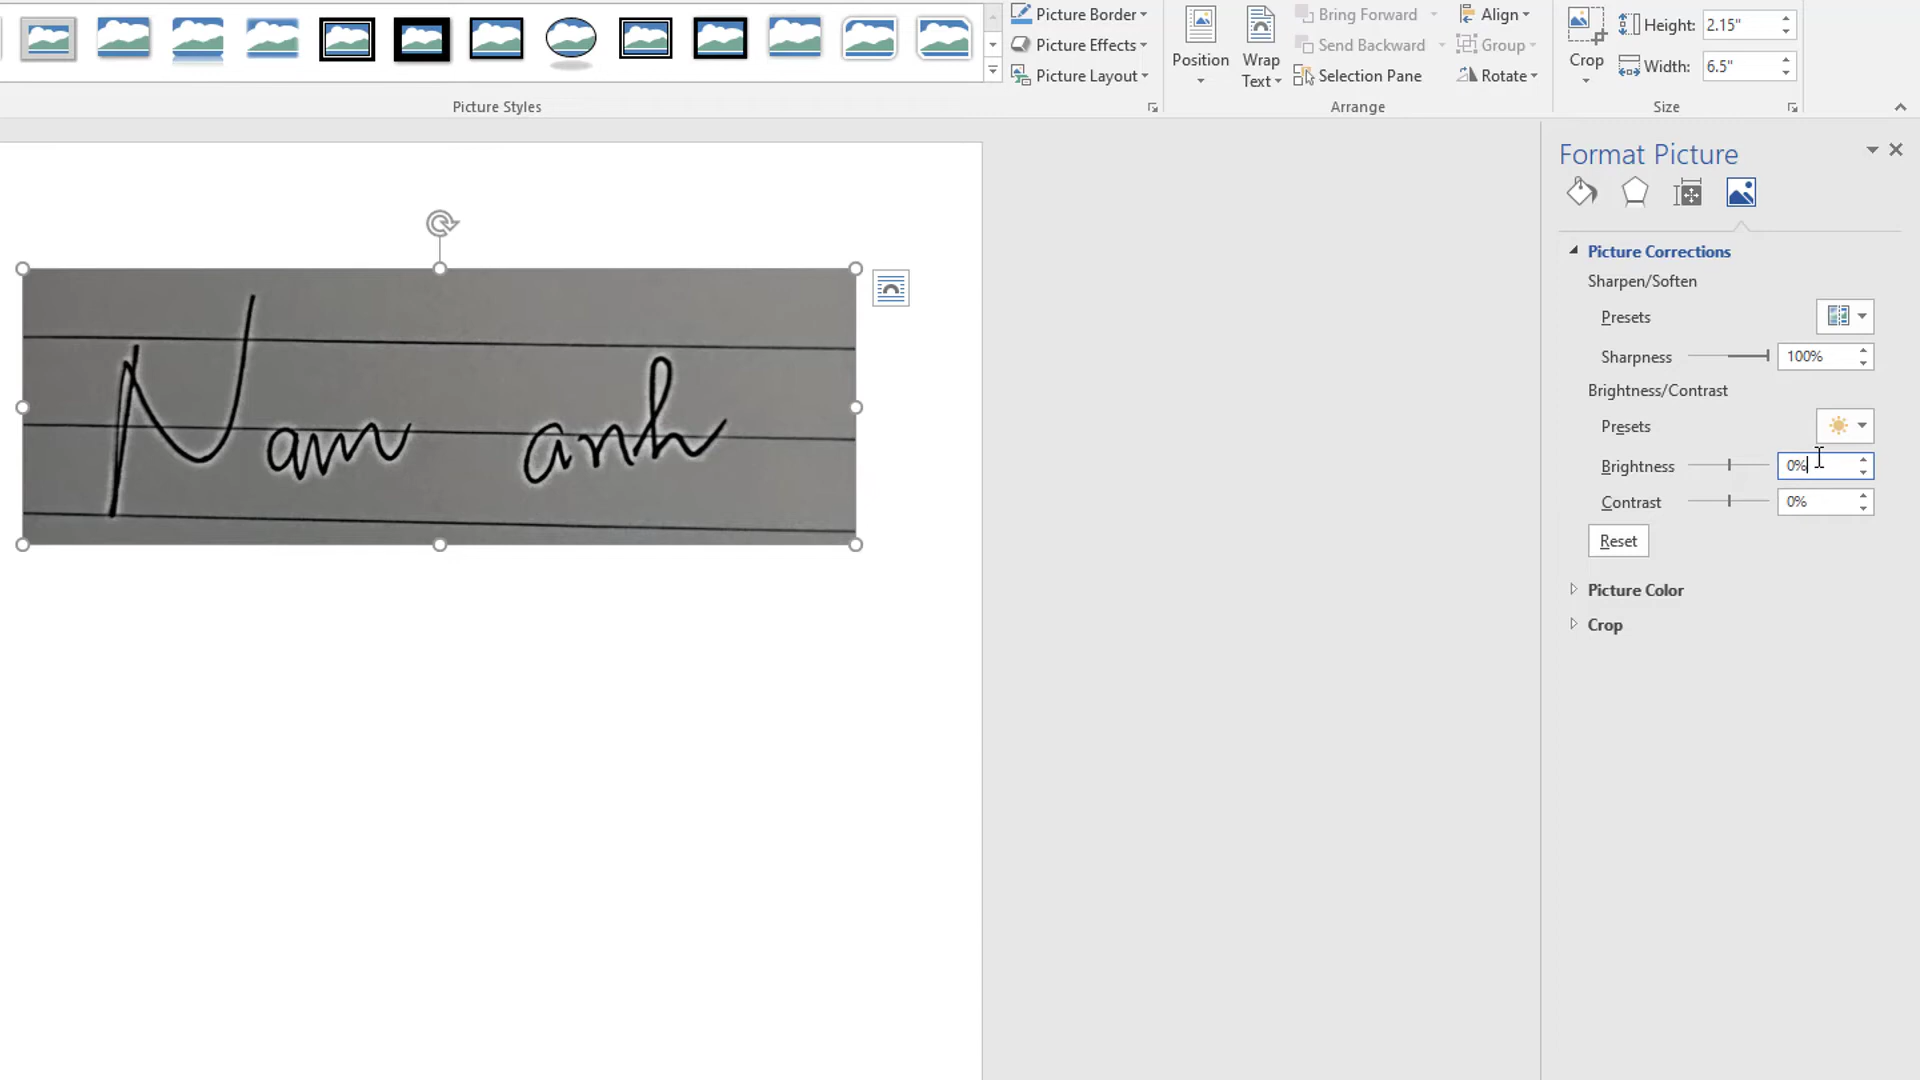 Picture Border
Picture Effects
Picture Layout
Picture Styles
Position
Wrap Text
Bring Forward
Send Backward
Selection Pane
Align
Group
Rotate
Arrange
Crop
Height: 2.15"
Width: 6.5"
Size
Nam anh
Format Picture
Picture Corrections
Sharpen/Soften
Presets
Sharpness 100%
Brightness/Contrast
Presets
Brightness 0%
Contrast 0%
Reset
Picture Color
Crop